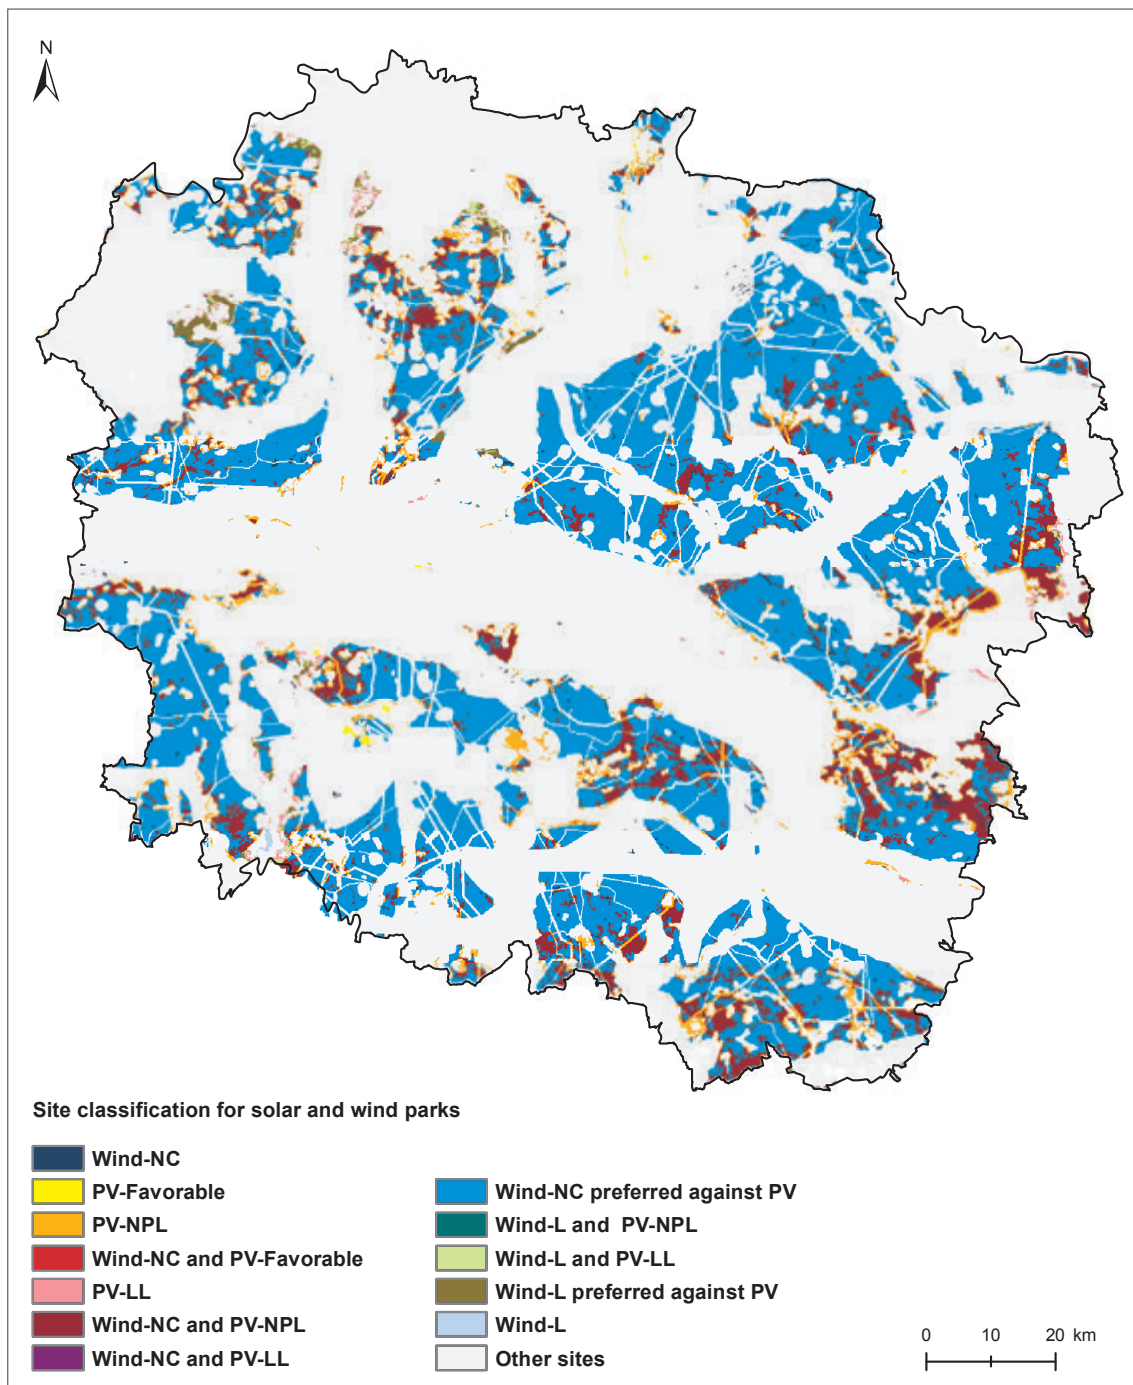 N
Site classification for solar and wind parks
Wind-NC
PV-Favorable
PV-NPL
Wind-NC and PV-Favorable
PV-LL
Wind-NC and PV-NPL
Wind-NC and PV-LL
Wind-NC preferred against PV
Wind-L and PV-NPL
Wind-L and PV-LL
Wind-L preferred against PV
Wind-L
Other sites
0 10 20 km